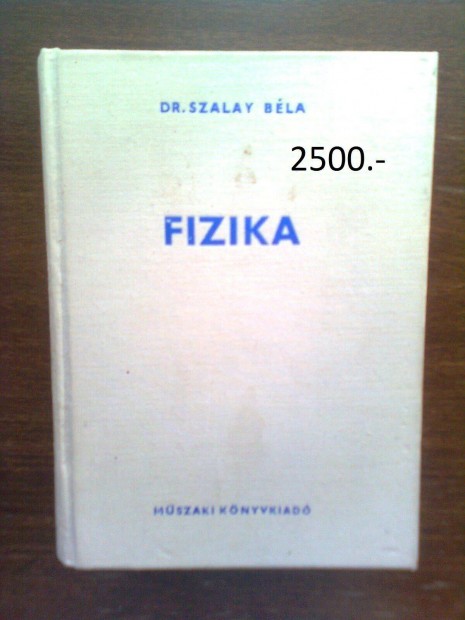 DR. SZALAY BÉLA
2500.-
FIZIKA
MŰSZAKI KÖNYVKIADÓ